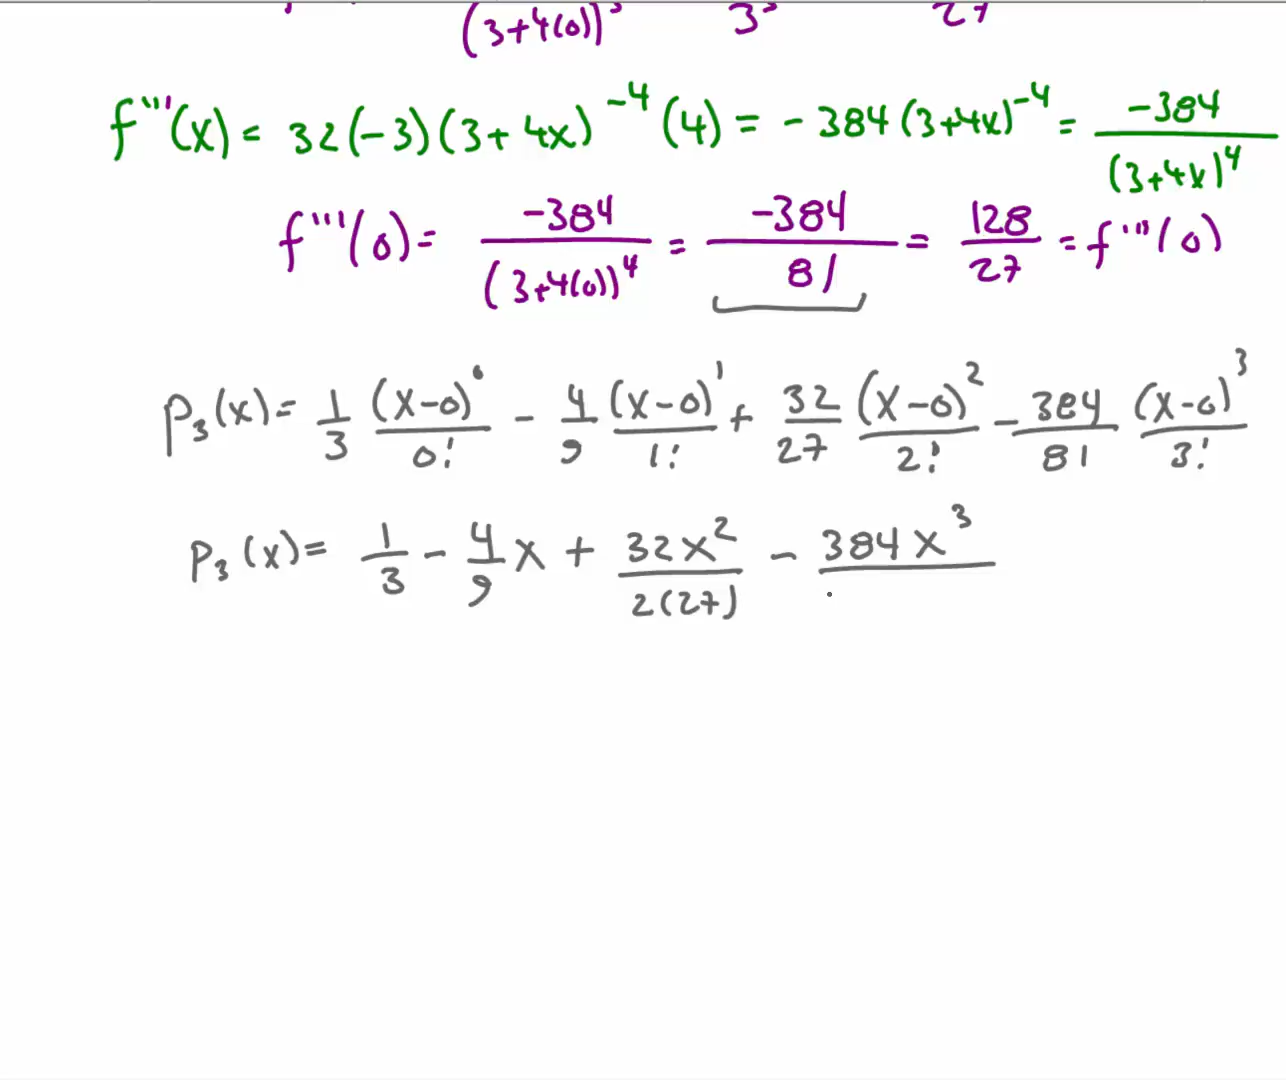 (3+4(0))³ 3³ 27
f'''(x) = 32(-3)(3+4x)⁻⁴(4) = -384(3+4x)⁻⁴ = -384/(3+4x)⁴
f'''(0) = -384/(3+4(0))⁴ = -384/81 = 128/27 = f'''(0)
P₃(x) = 1/3 (x-0)⁰/0! - 4/9 (x-0)¹/1! + 32/27 (x-0)²/2! - 384/81 (x-0)³/3!
P₃(x) = 1/3 - 4/9 x + 32x²/2(27) - 384x³